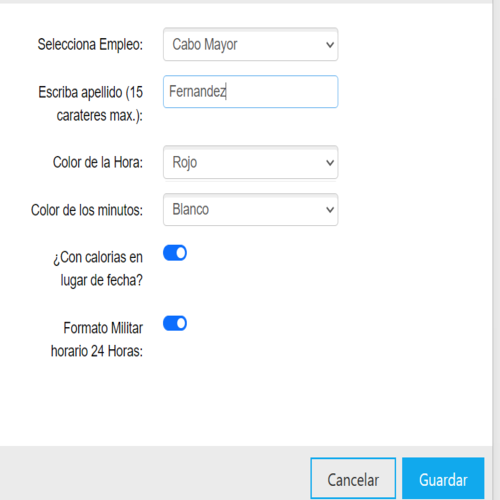 Selecciona Empleo: Cabo Mayor
Escriba apellido (15 Fernandez
carateres max.):
Color de la Hora: Rojo
Color de los minutos: Blanco
¿Con calorias en
lugar de fecha?
Formato Militar
horario 24 Horas:
Cancelar Guardar